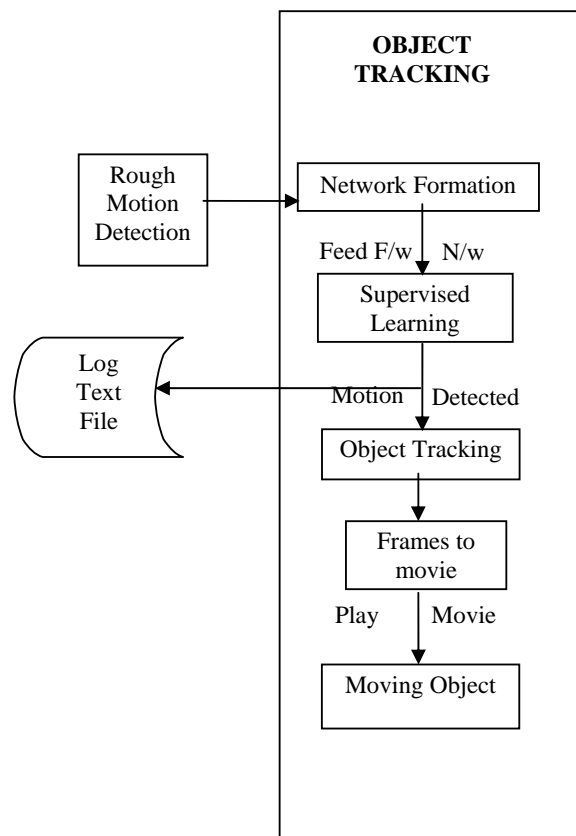 OBJECT
TRACKING
Rough
Motion
Detection
Network Formation
Feed F/w N/w
Supervised
Learning
Log
Text
File
Motion Detected
Object Tracking
Frames to
movie
Play Movie
Moving Object